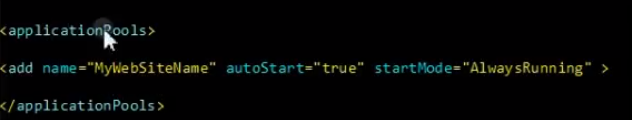 <applicationPools>
<add name="MyWebSiteName" autoStart="true" startMode="AlwaysRunning" >
</applicationPools>